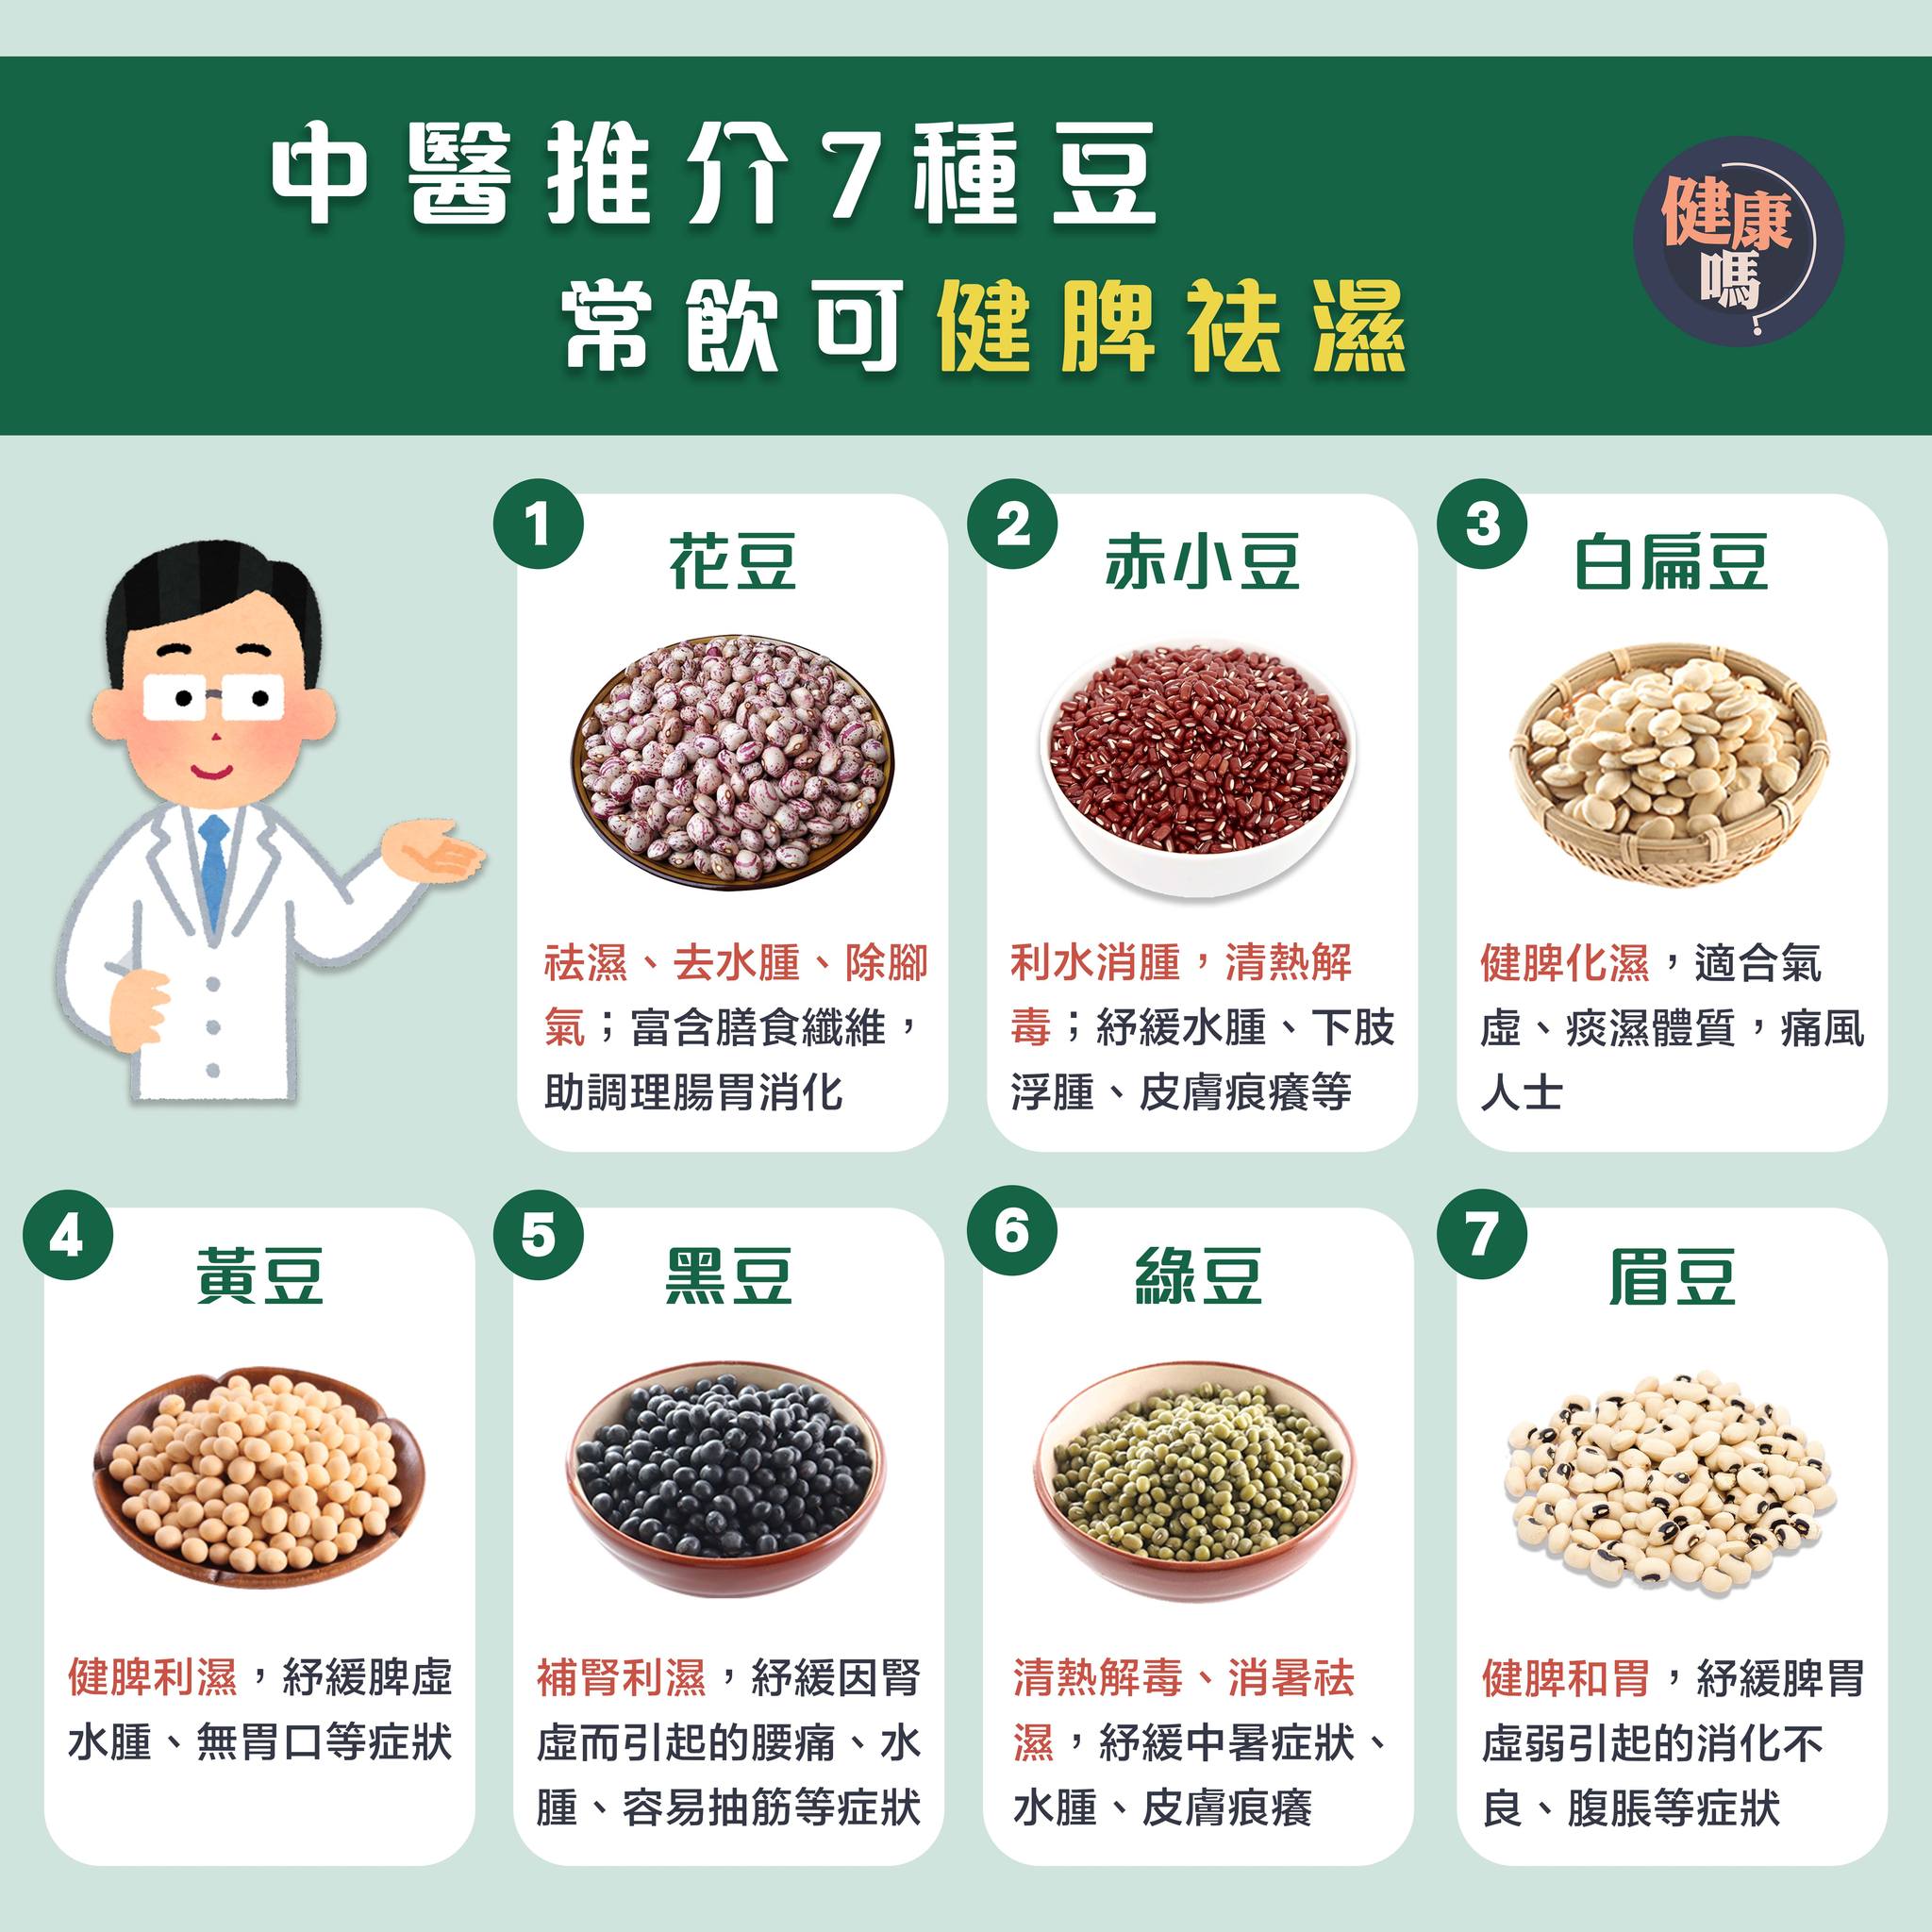 中醫推介7種豆
常飲可健脾祛濕
健康
嗎
1
花豆
祛濕、去水腫、除腳
氣；富含膳食纖維，
助調理腸胃消化
2
赤小豆
利水消腫，清熱解
毒；紓緩水腫、下肢
浮腫、皮膚痕癢等
3
白扁豆
健脾化濕，適合氣
虛、痰濕體質，痛風
人士
4
黃豆
健脾利濕，紓緩脾虛
水腫、無胃口等症狀
5
黑豆
補腎利濕，紓緩因腎
虛而引起的腰痛、水
腫、容易抽筋等症狀
6
綠豆
清熱解毒、消暑祛
濕，紓緩中暑症狀、
水腫、皮膚痕癢
7
眉豆
健脾和胃，紓緩脾胃
虛弱引起的消化不
良、腹脹等症狀